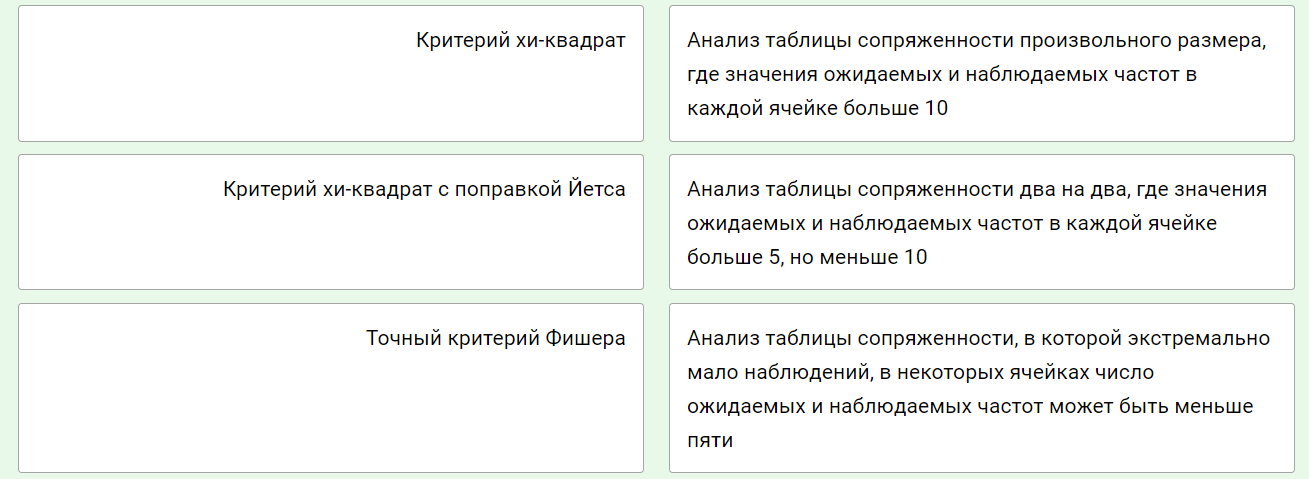 Критерий хи-квадрат
Анализ таблицы сопряженности произвольного размера,
где значения ожидаемых и наблюдаемых частот в
каждой ячейке больше 10
Критерий хи-квадрат с поправкой Йетса
Анализ таблицы сопряженности два на два, где значения
ожидаемых и наблюдаемых частот в каждой ячейке
больше 5, но меньше 10
Точный критерий Фишера
Анализ таблицы сопряженности, в которой экстремально
мало наблюдений, в некоторых ячейках число
ожидаемых и наблюдаемых частот может быть меньше
пяти